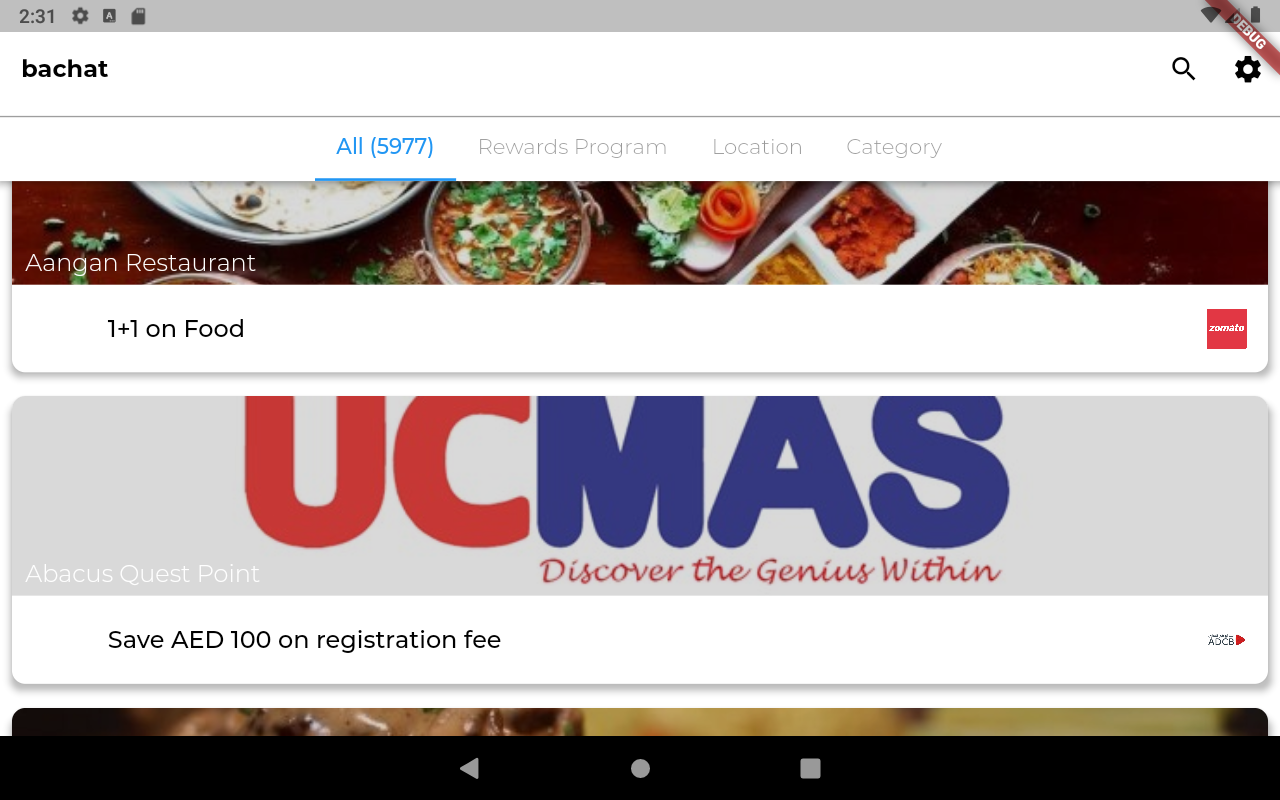 2:31
DEBUG
bachat
All (5977)
Rewards Program
Location
Category
Aangan Restaurant
1+1 on Food
zomato
UCMAS
Discover the Genius Within
Abacus Quest Point
Save AED 100 on registration fee
ADCB